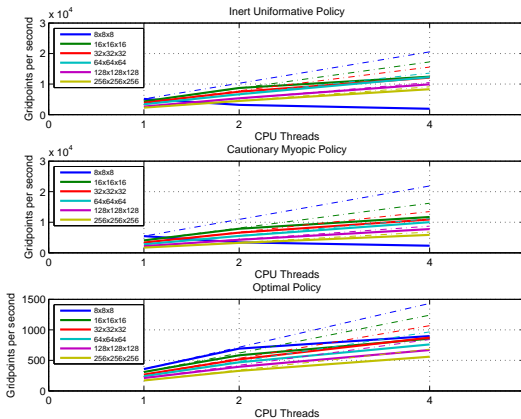 Inert Uniformative Policy
x 10^4
Gridpoints per second
3
2
1
0
8x8x8
16x16x16
32x32x32
64x64x64
128x128x128
256x256x256
0 1 2 4
CPU Threads
Cautionary Myopic Policy
x 10^4
Gridpoints per second
3
2
1
0
8x8x8
16x16x16
32x32x32
64x64x64
128x128x128
256x256x256
0 1 2 4
CPU Threads
Optimal Policy
Gridpoints per second
1500
1000
500
0
8x8x8
16x16x16
32x32x32
64x64x64
128x128x128
256x256x256
0 1 2 4
CPU Threads